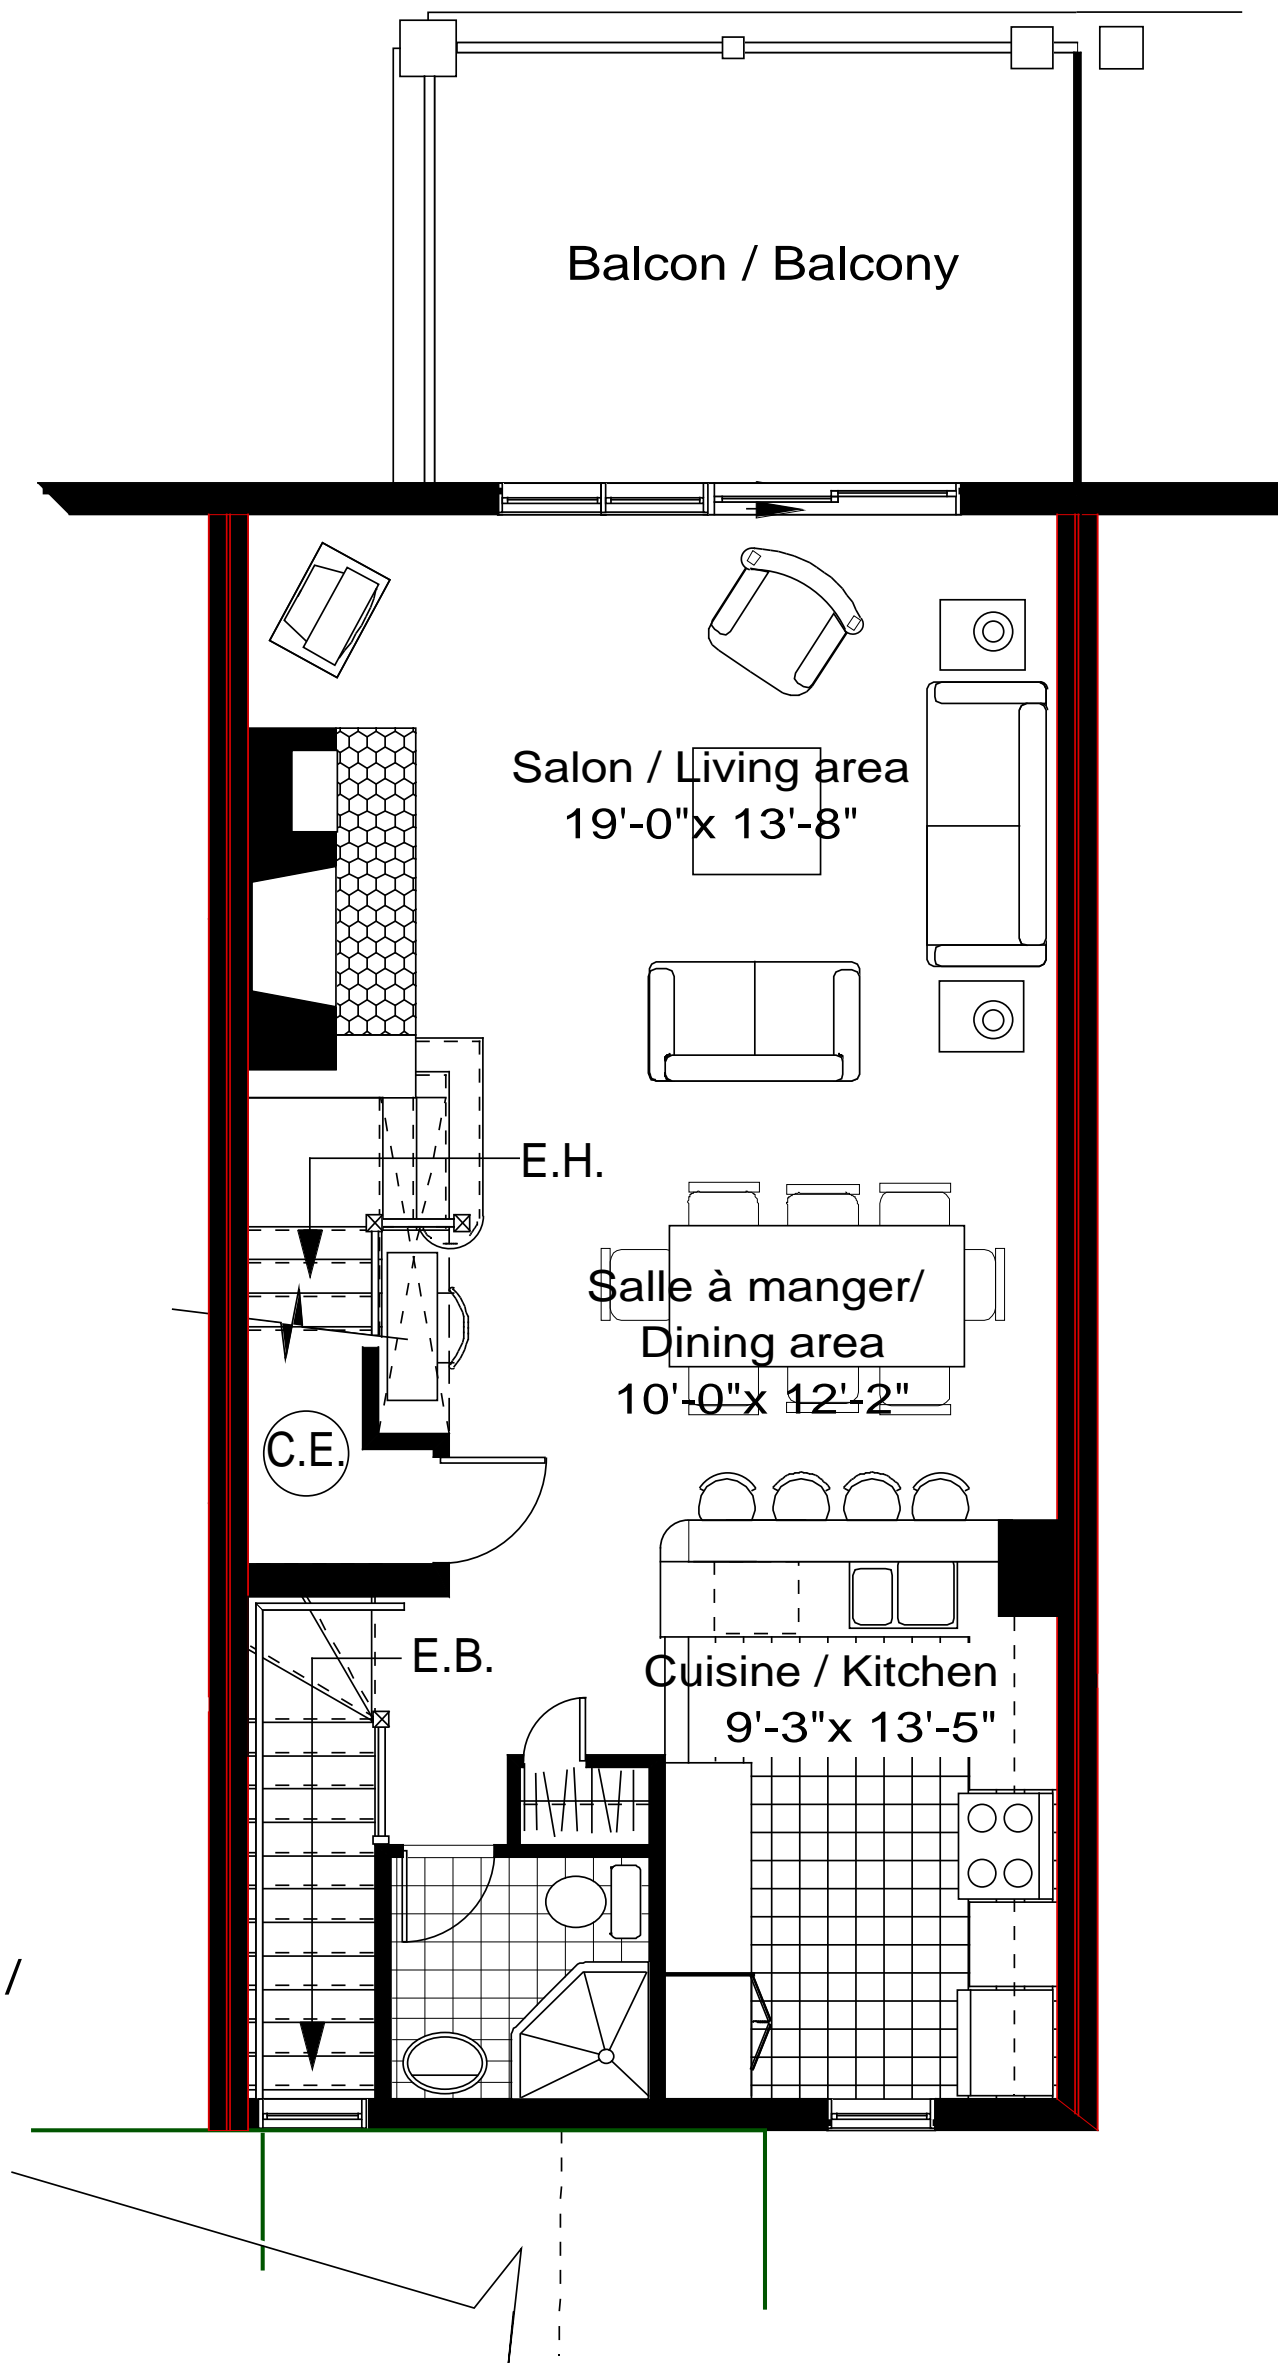 Balcon / Balcony
Salon / Living area
19'-0"x 13'-8"
E.H.
Salle à manger/
Dining area
10'-0"x 12'-2"
C.E.
E.B.
Cuisine / Kitchen
9'-3"x 13'-5"
/